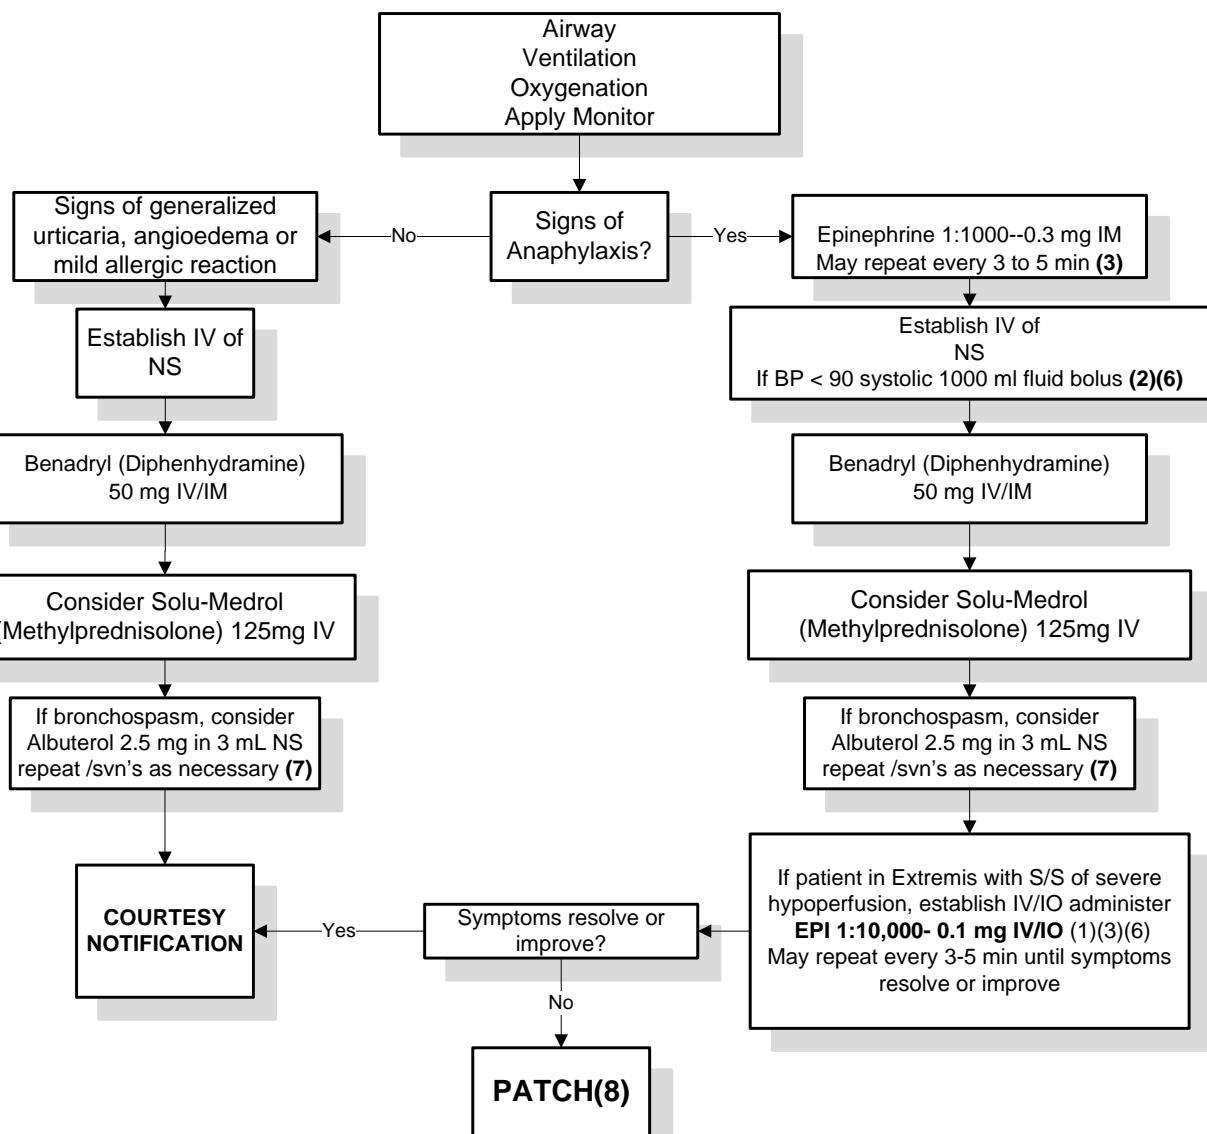 Airway
Ventilation
Oxygenation
Apply Monitor
Signs of generalized
urticaria, angioedema or
mild allergic reaction
No
Signs of
Anaphylaxis?
Yes
Epinephrine 1:1000--0.3 mg IM
May repeat every 3 to 5 min (3)
Establish IV of
NS
Establish IV of
NS
If BP < 90 systolic 1000 ml fluid bolus (2)(6)
Benadryl (Diphenhydramine)
50 mg IV/IM
Benadryl (Diphenhydramine)
50 mg IV/IM
Consider Solu-Medrol
(Methylprednisolone) 125mg IV
Consider Solu-Medrol
(Methylprednisolone) 125mg IV
If bronchospasm, consider
Albuterol 2.5 mg in 3 mL NS
repeat /svn's as necessary (7)
If bronchospasm, consider
Albuterol 2.5 mg in 3 mL NS
repeat /svn's as necessary (7)
If patient in Extremis with S/S of severe
hypoperfusion, establish IV/IO administer
EPI 1:10,000- 0.1 mg IV/IO (1)(3)(6)
May repeat every 3-5 min until symptoms
resolve or improve
Symptoms resolve or
improve?
Yes
COURTESY
NOTIFICATION
No
PATCH(8)